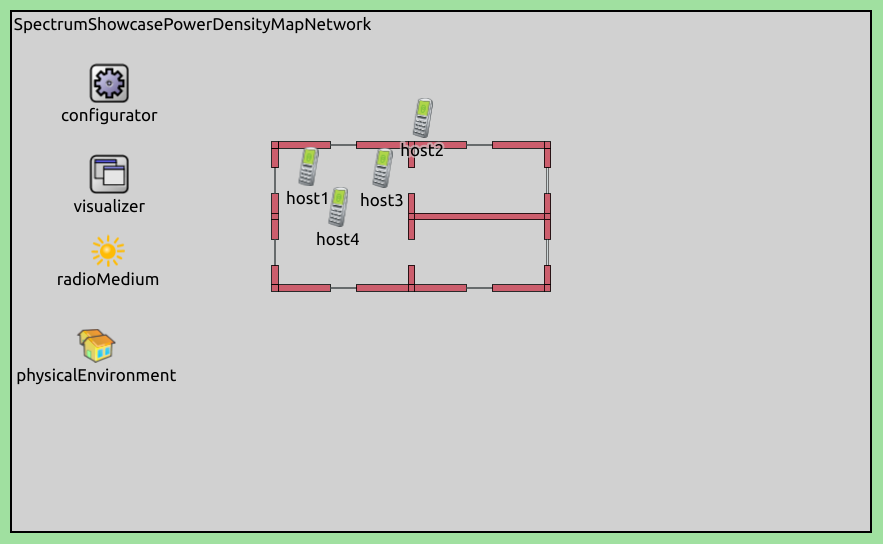 SpectrumShowcasePowerDensityMapNetwork
configurator
host2
host1
host3
visualizer
host4
radioMedium
physicalEnvironment